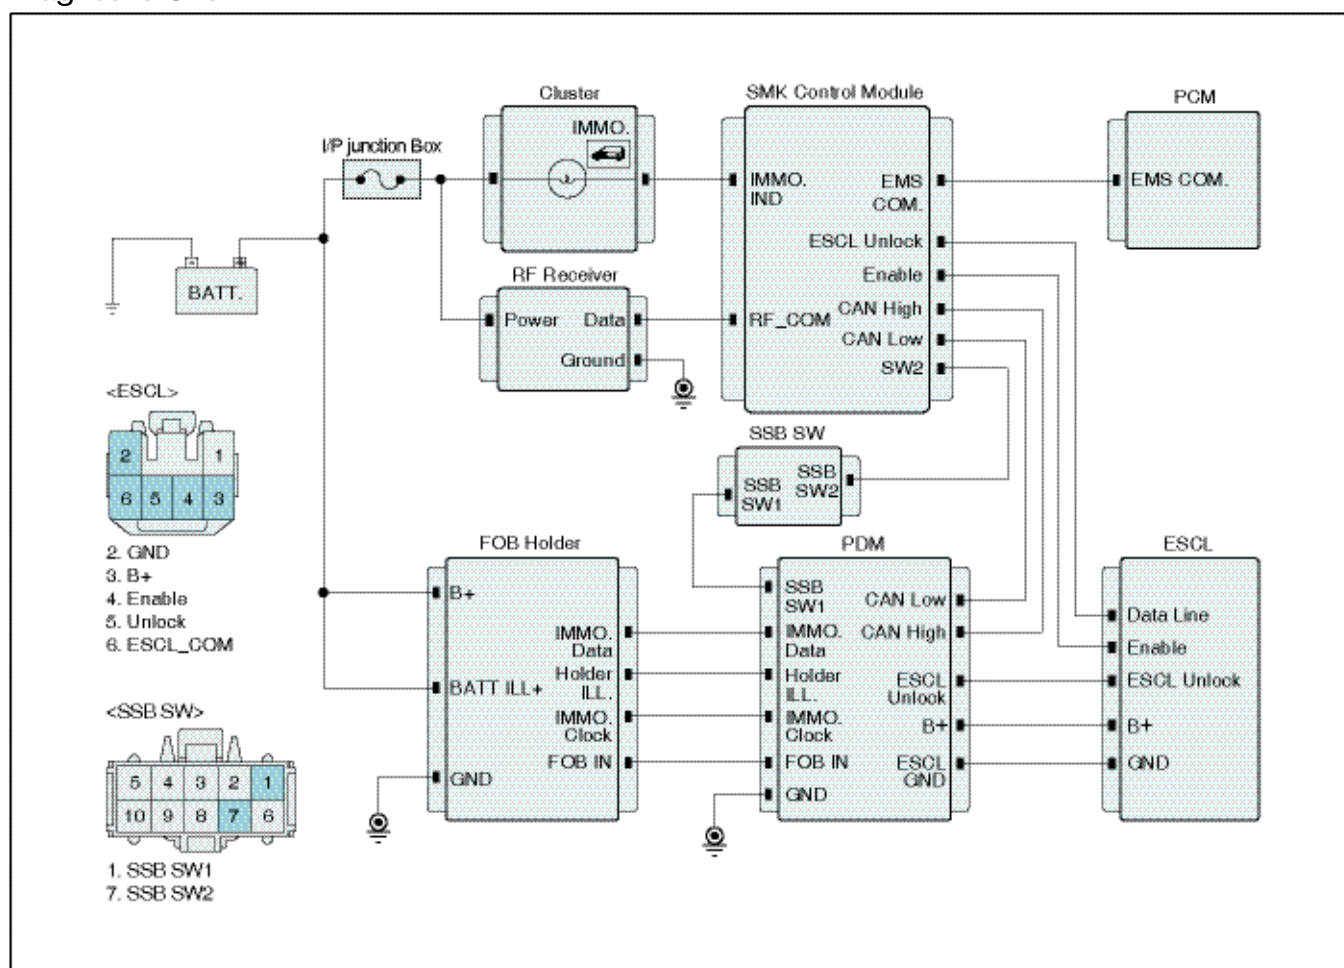 Cluster
SMK Control Module
PCM
I/P junction Box
IMMO.
IMMO.
IND
EMS
COM.
EMS COM.
ESCL Unlock
Enable
CAN High
CAN Low
SW2
RF_COM
BATT.
- +
RF Receiver
Power
Data
Ground
<ESCL>
2
1
6 5 4 3
2. GND
3. B+
4. Enable
5. Unlock
6. ESCL_COM
SSB SW
SSB
SW1
SSB
SW2
FOB Holder
B+
IMMO.
Data
Holder
ILL.
BATT ILL+
IMMO.
Clock
FOB IN
GND
PDM
SSB
SW1
CAN Low
IMMO.
Data
CAN High
Holder
ILL.
ESCL
Unlock
IMMO.
Clock
B+
FOB IN
ESCL
GND
GND
ESCL
Data Line
Enable
ESCL Unlock
B+
GND
<SSB SW>
5 4 3 2 1
10 9 8 7 6
1. SSB SW1
7. SSB SW2